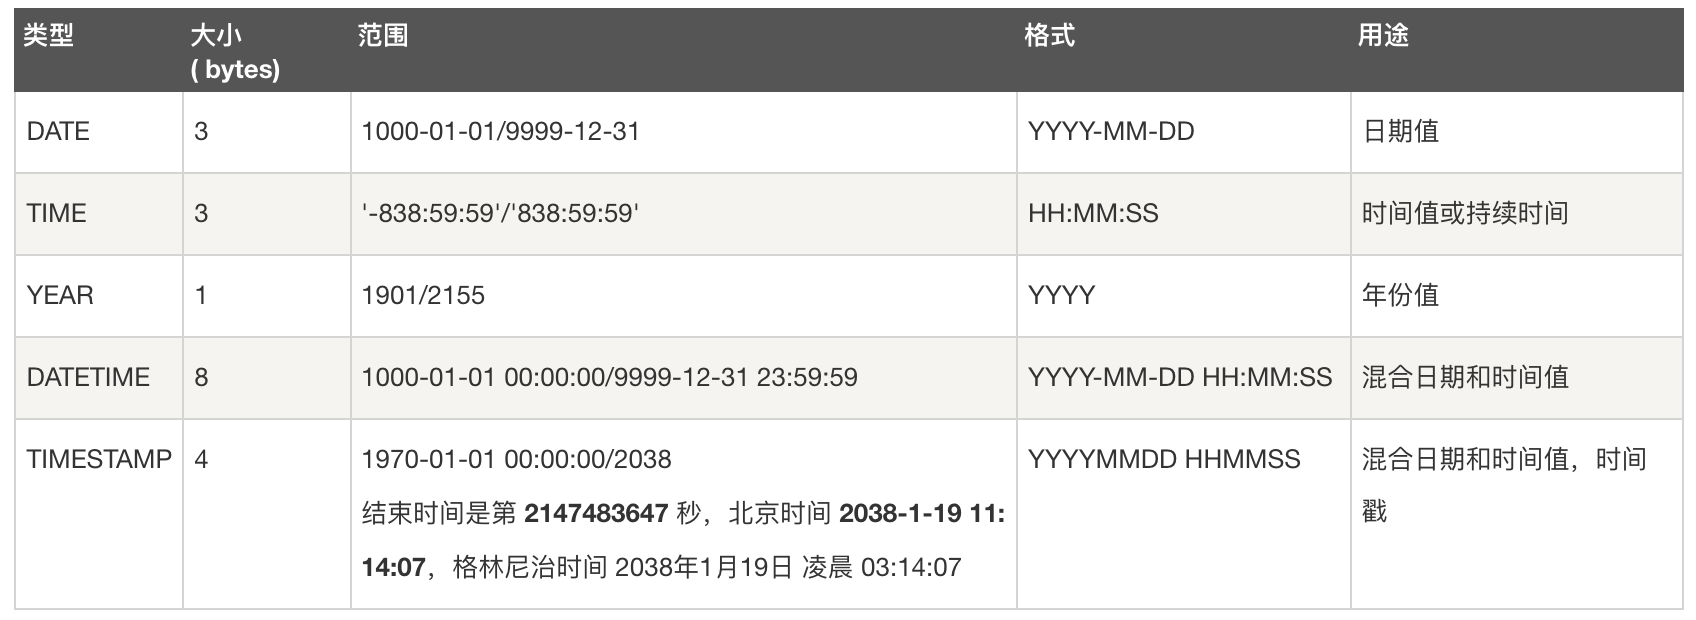 类型 大小 范围 格式 用途
( bytes)
DATE 3 1000-01-01/9999-12-31 YYYY-MM-DD 日期值
TIME 3 '-838:59:59'/'838:59:59' HH:MM:SS 时间值或持续时间
YEAR 1 1901/2155 YYYY 年份值
DATETIME 8 1000-01-01 00:00:00/9999-12-31 23:59:59 YYYY-MM-DD HH:MM:SS 混合日期和时间值
TIMESTAMP 4 1970-01-01 00:00:00/2038 YYYYMMDD HHMMSS 混合日期和时间值，时间
结束时间是第 2147483647 秒，北京时间 2038-1-19 11: 戳
14:07，格林尼治时间 2038年1月19日 凌晨 03:14:07